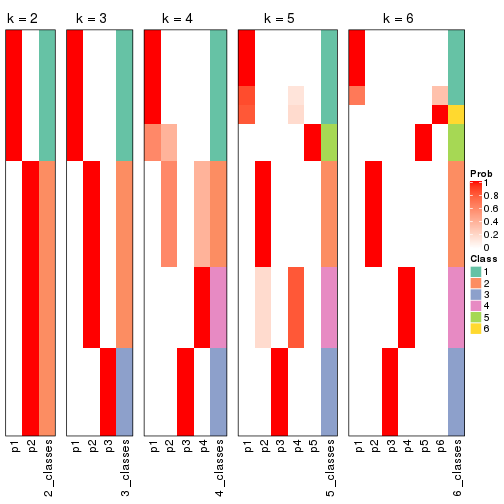 k = 2
k = 3
k = 4
k = 5
k = 6
p1
p2
2_classes
p1
p2
p3
3_classes
p1
p2
p3
p4
4_classes
p1
p2
p3
p4
p5
5_classes
p1
p2
p3
p4
p5
p6
6_classes
Prob
1
0.8
0.6
0.4
0.2
0
Class
1
2
3
4
5
6